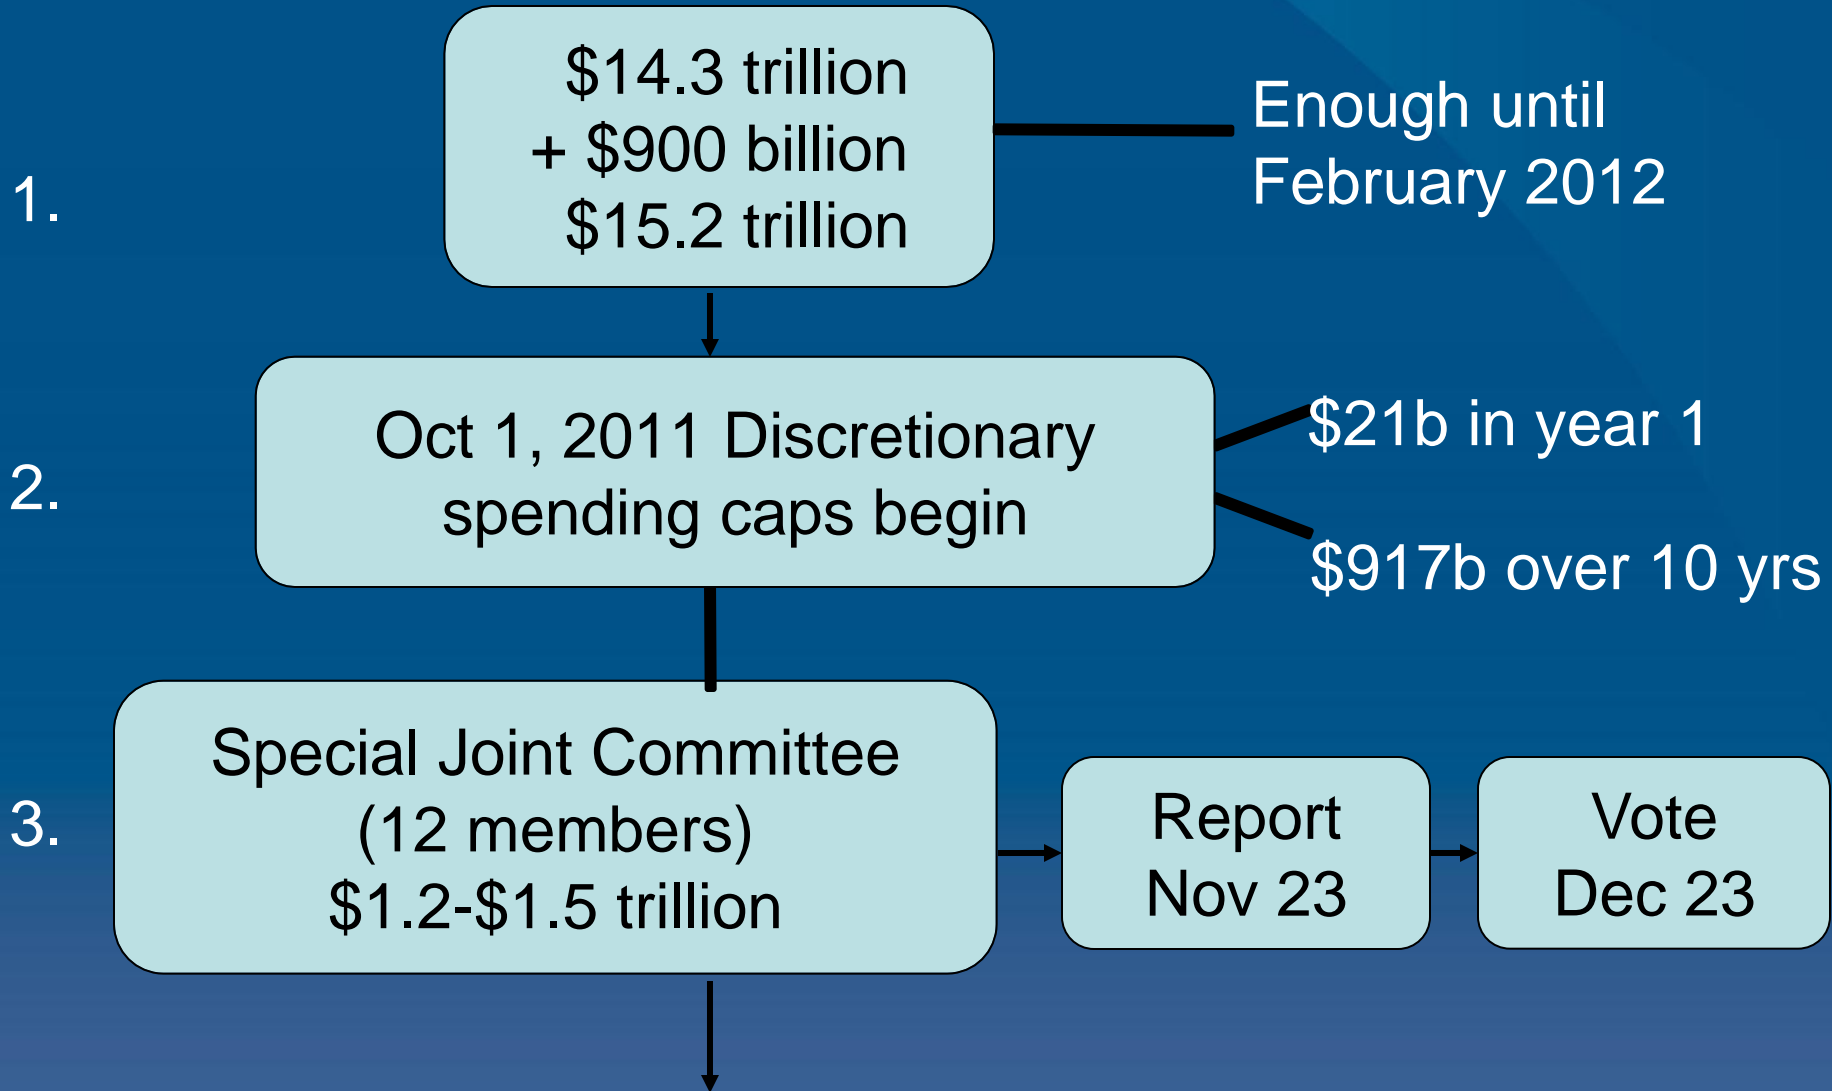 1.
$14.3 trillion
+ $900 billion
$15.2 trillion
Enough until
February 2012
2.
Oct 1, 2011 Discretionary
spending caps begin
$21b in year 1
$917b over 10 yrs
3.
Special Joint Committee
(12 members)
$1.2-$1.5 trillion
Report
Nov 23
Vote
Dec 23